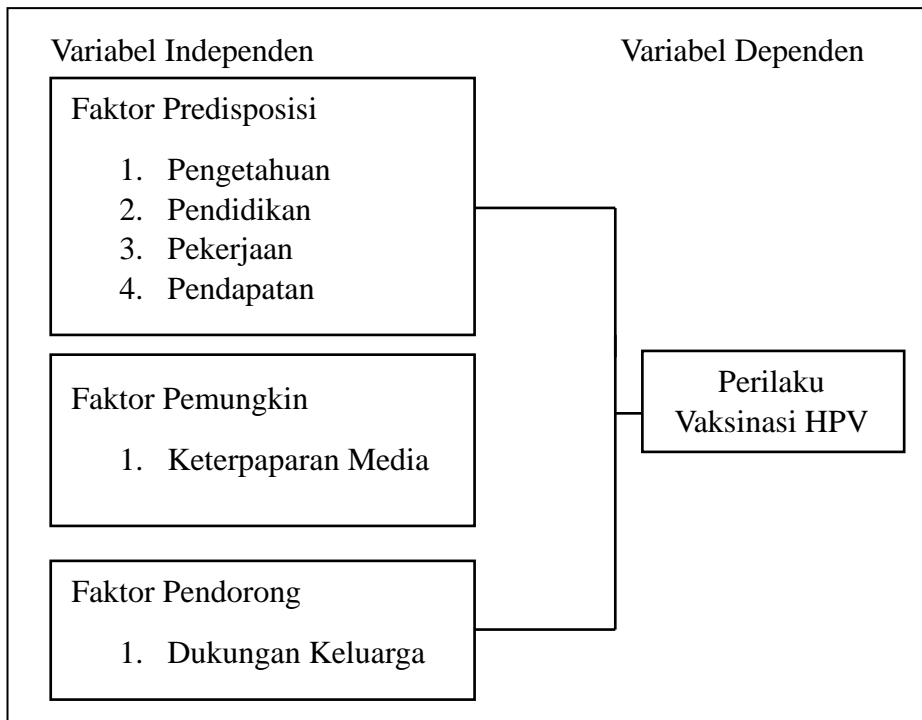 Variabel Independen
Variabel Dependen
Faktor Predisposisi
1. Pengetahuan
2. Pendidikan
3. Pekerjaan
4. Pendapatan
Faktor Pemungkin
1. Keterpaparan Media
Faktor Pendorong
1. Dukungan Keluarga
Perilaku
Vaksinasi HPV